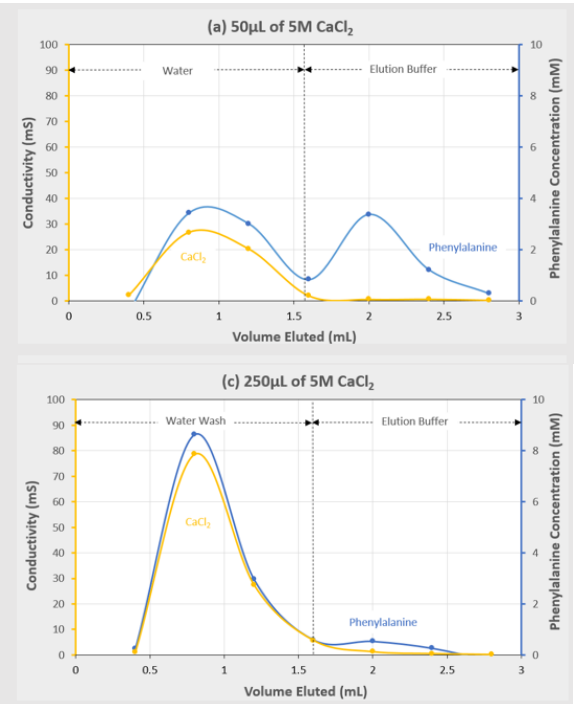 (a) 50µL of 5M CaCl₂
100
90
80
70
60
50
40
30
20
10
0
Conductivity (mS)
Water
Elution Buffer
CaCl₂
Phenylalanine
10
8
6
4
2
0
Phenylalanine Concentration (mM)
0 0.5 1 1.5 2 2.5 3
Volume Eluted (mL)
(c) 250µL of 5M CaCl₂
100
90
80
70
60
50
40
30
20
10
0
Conductivity (mS)
Water Wash
Elution Buffer
CaCl₂
Phenylalanine
10
8
6
4
2
0
Phenylalanine Concentration (mM)
0 0.5 1 1.5 2 2.5 3
Volume Eluted (mL)